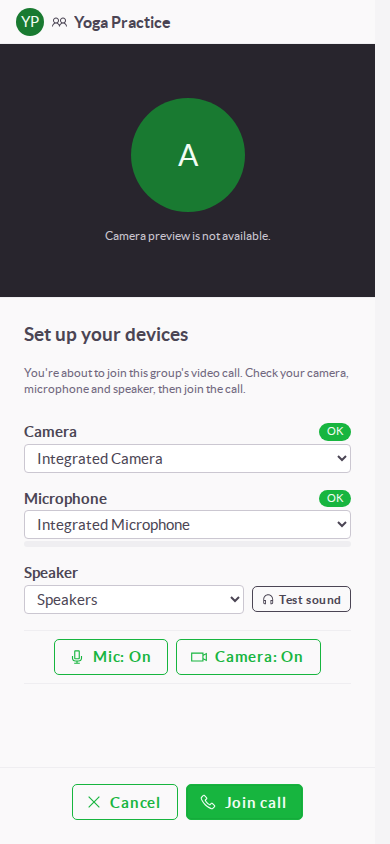 YP Yoga Practice
A
Camera preview is not available.
Set up your devices
You're about to join this group's video call. Check your camera,
microphone and speaker, then join the call.
Camera OK
Integrated Camera
Microphone OK
Integrated Microphone
Speaker
Speakers Test sound
Mic: On Camera: On
Cancel Join call